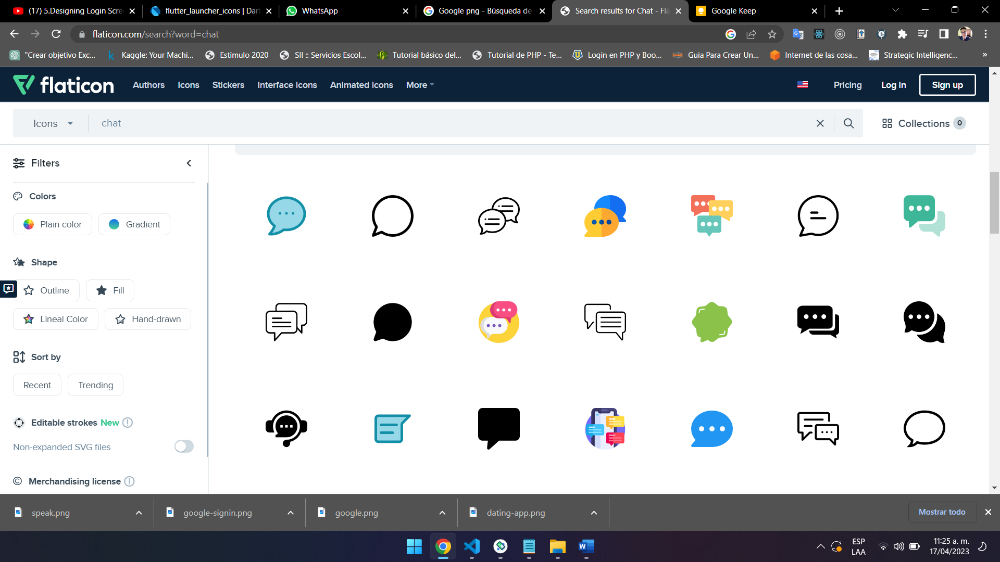 (17) 5.Designing Login Scre
flutter_launcher_icons | Dar
WhatsApp
Google png - Búsqueda de
Search results for Chat - Fla
Google Keep
flaticon.com/search?word=chat
"Crear objetivo Exc...
Kaggle: Your Machi...
Estimulo 2020
SII :: Servicios Escol...
Tutorial básico del...
Tutorial de PHP - Te...
Login en PHP y Boo...
Guia Para Crear Un...
Internet de las cosa...
Strategic Intelligenc...
»
flaticon
Authors
Icons
Stickers
Interface icons
Animated icons
More
Pricing
Log in
Sign up
Icons
chat
Collections 0
Filters
Colors
Plain color
Gradient
Shape
Outline
Fill
Lineal Color
Hand-drawn
Sort by
Recent
Trending
Editable strokes New
Non-expanded SVG files
Merchandising license
speak.png
google-signin.png
google.png
dating-app.png
Mostrar todo
ESP
LAA
11:25 a. m.
17/04/2023